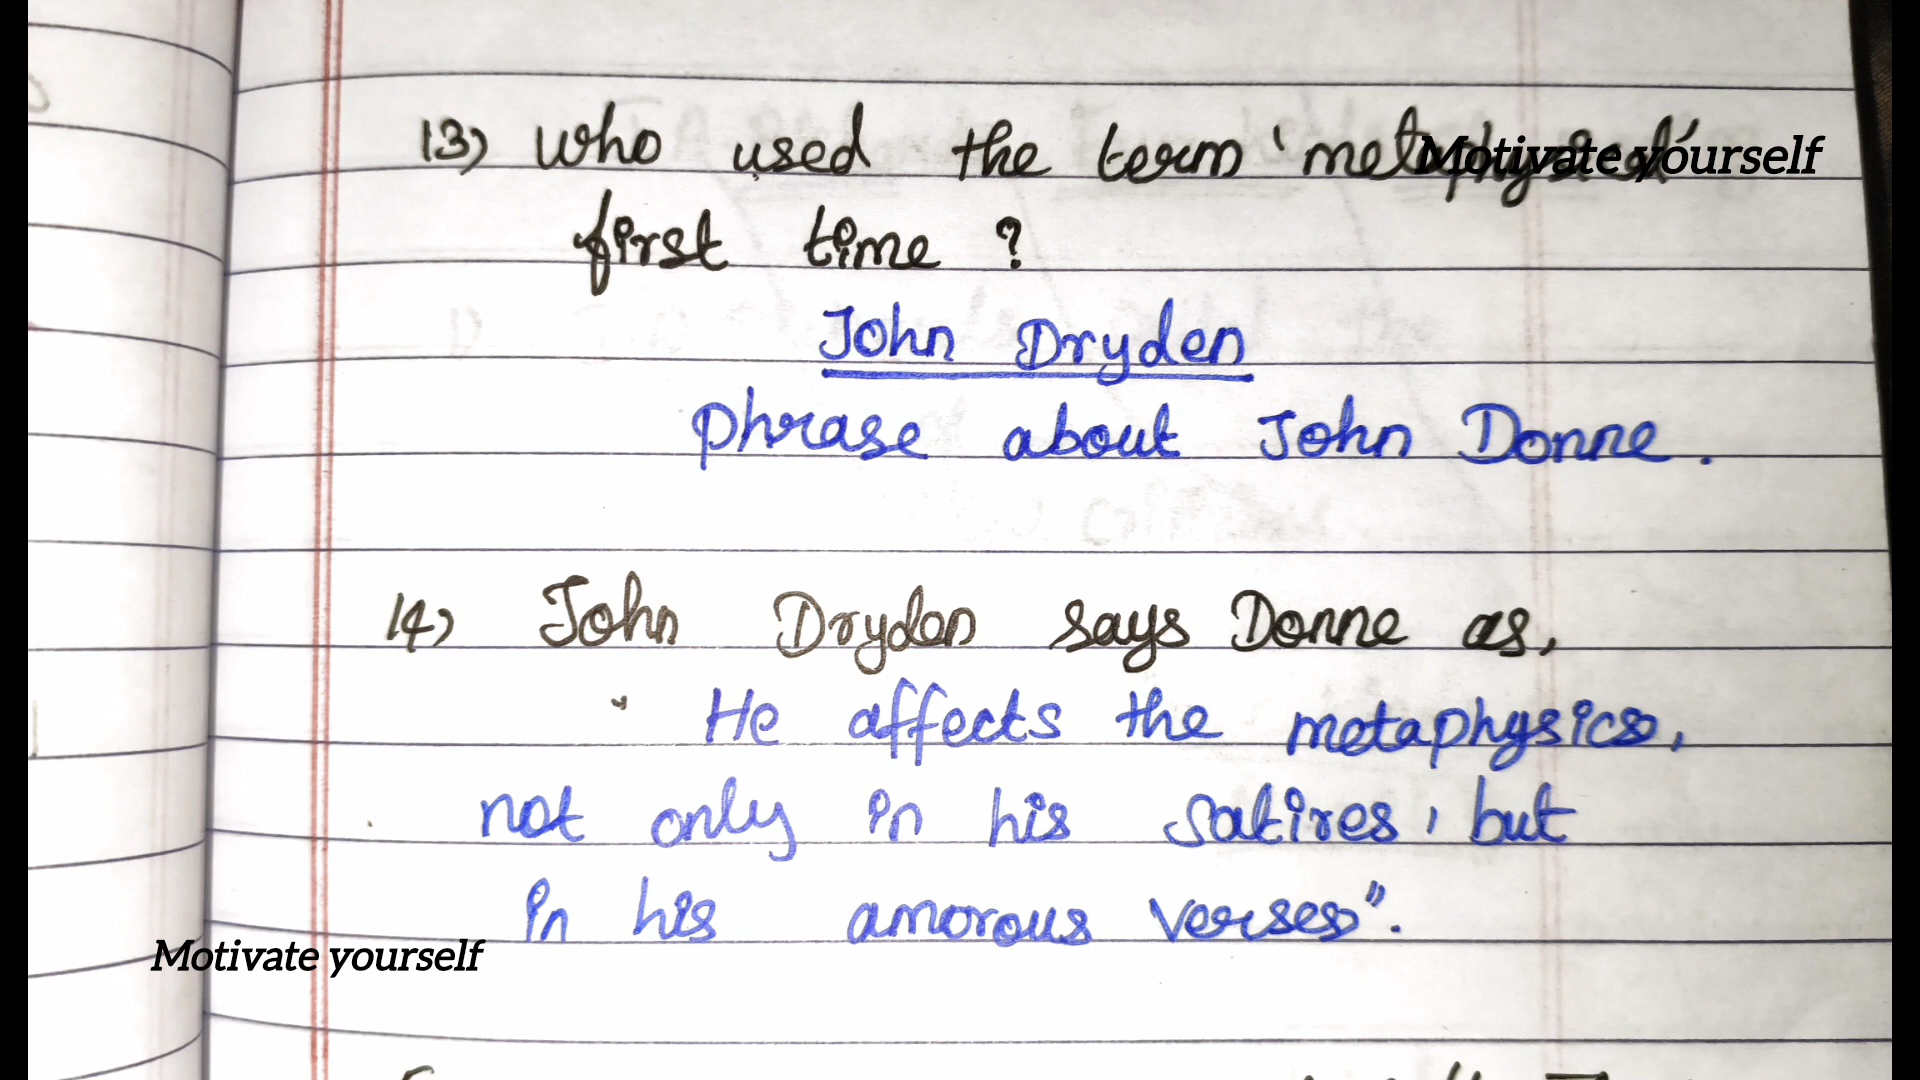 13) Who used the term 'metaphysical'
Motivate yourself
first time ?
John Dryden
Phrase about John Donne.
14) John Dryden says Donne as,
" He affects the metaphysics,
not only in his satires, but
in his amorous verses".
Motivate yourself